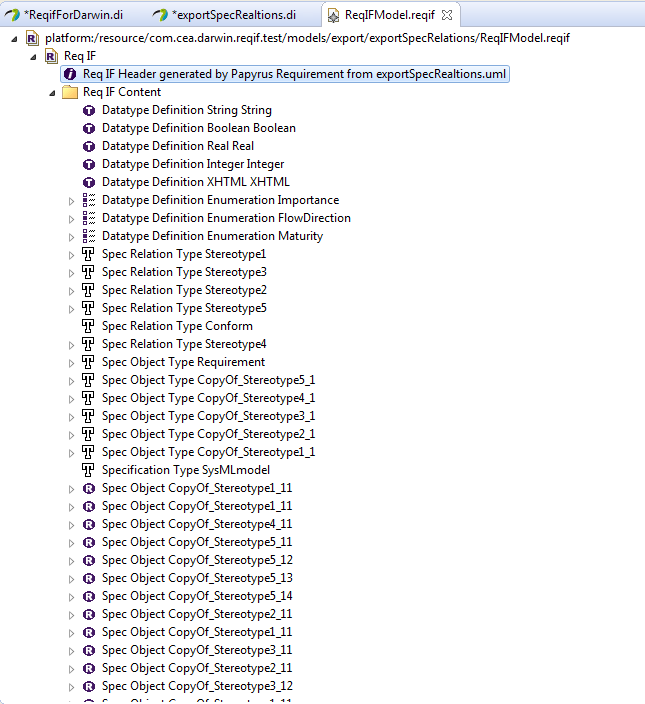 *ReqifForDarwin.di *exportSpecRealtions.di ReqIFModel.reqif
platform:/resource/com.cea.darwin.reqif.test/models/export/exportSpecRelations/ReqIFModel.reqif
Req IF
Req IF Header generated by Papyrus Requirement from exportSpecRealtions.uml
Req IF Content
Datatype Definition String String
Datatype Definition Boolean Boolean
Datatype Definition Real Real
Datatype Definition Integer Integer
Datatype Definition XHTML XHTML
Datatype Definition Enumeration Importance
Datatype Definition Enumeration FlowDirection
Datatype Definition Enumeration Maturity
Spec Relation Type Stereotype1
Spec Relation Type Stereotype3
Spec Relation Type Stereotype2
Spec Relation Type Stereotype5
Spec Relation Type Conform
Spec Relation Type Stereotype4
Spec Object Type Requirement
Spec Object Type CopyOf_Stereotype5_1
Spec Object Type CopyOf_Stereotype4_1
Spec Object Type CopyOf_Stereotype3_1
Spec Object Type CopyOf_Stereotype2_1
Spec Object Type CopyOf_Stereotype1_1
Specification Type SysMLmodel
Spec Object CopyOf_Stereotype1_11
Spec Object CopyOf_Stereotype1_11
Spec Object CopyOf_Stereotype4_11
Spec Object CopyOf_Stereotype5_11
Spec Object CopyOf_Stereotype5_12
Spec Object CopyOf_Stereotype5_13
Spec Object CopyOf_Stereotype5_14
Spec Object CopyOf_Stereotype2_11
Spec Object CopyOf_Stereotype1_11
Spec Object CopyOf_Stereotype3_11
Spec Object CopyOf_Stereotype2_11
Spec Object CopyOf_Stereotype3_12